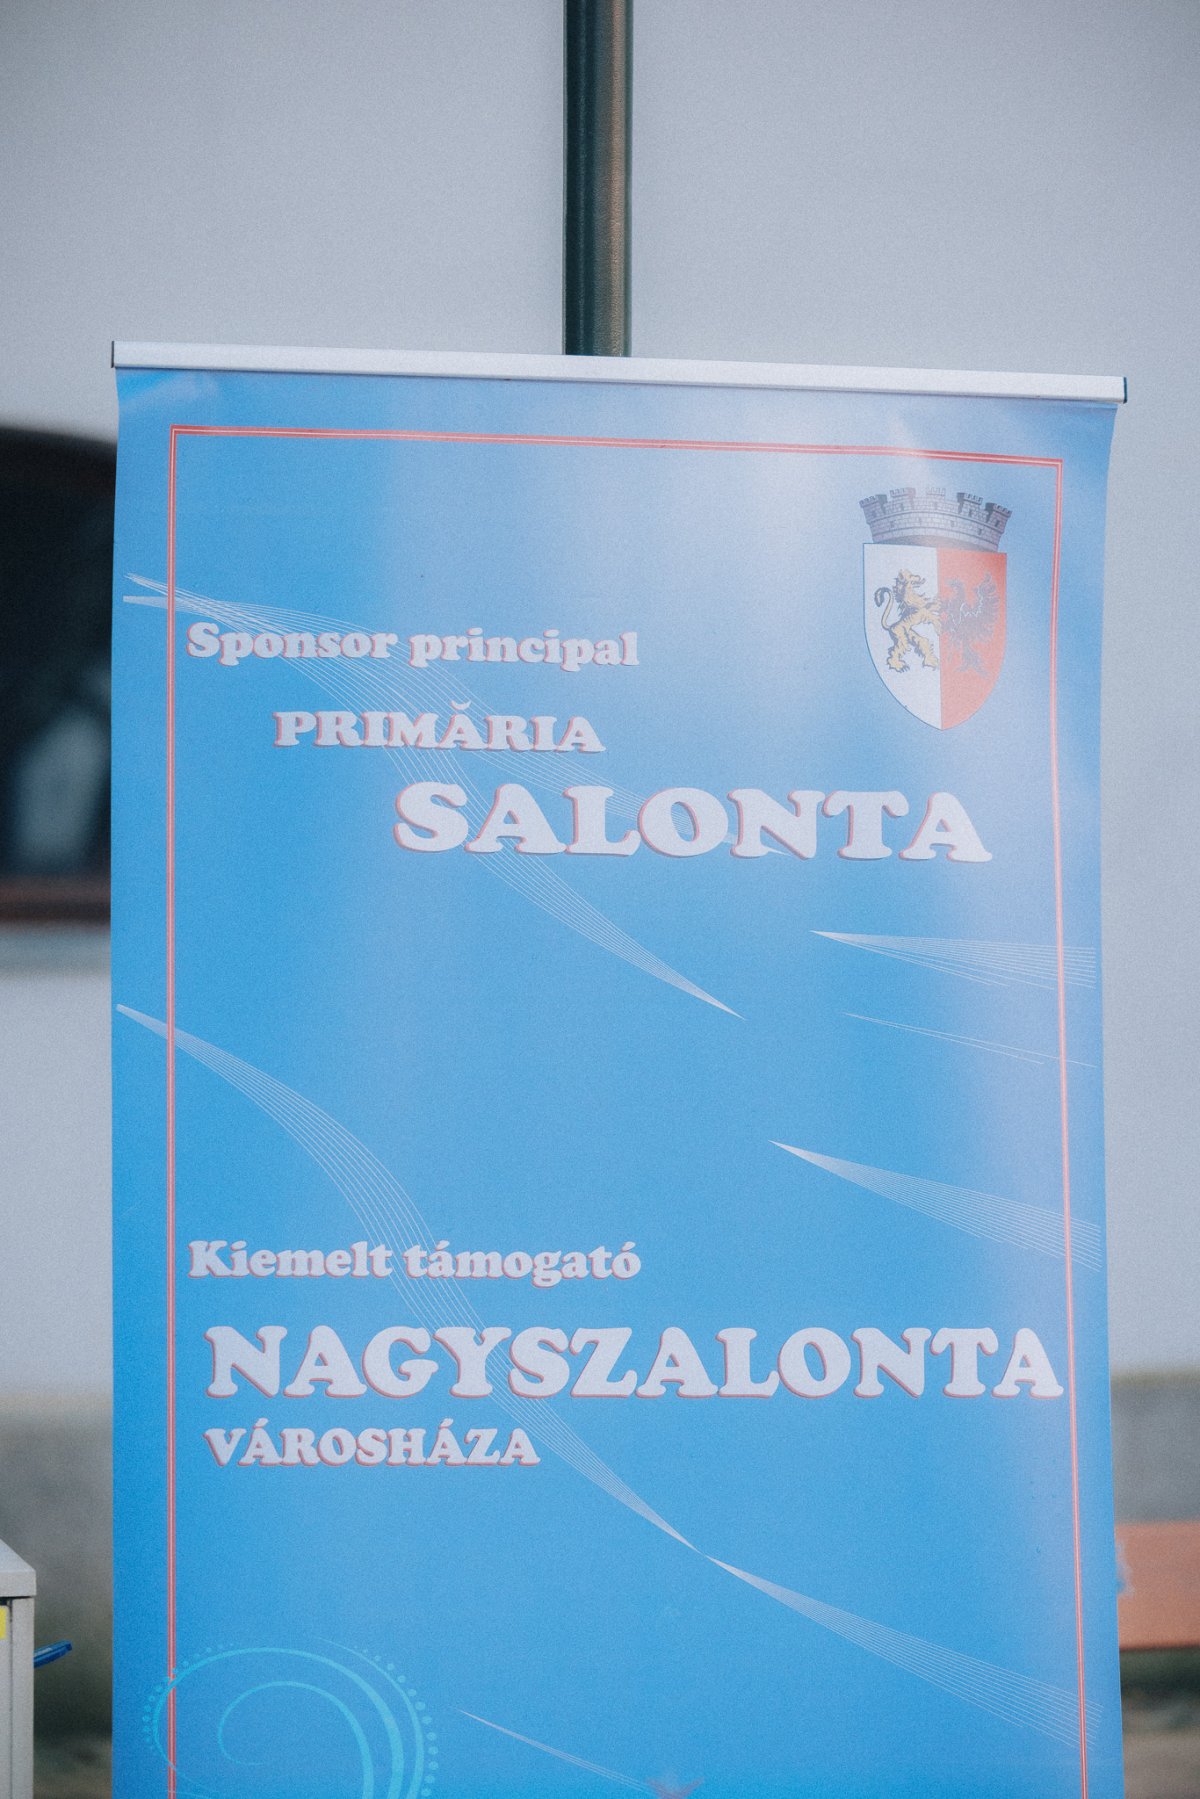 Sponsor principal
PRIMĂRIA
SALONTA
Kiemelt támogató
NAGYSZALONTA
VÁROSHÁZA